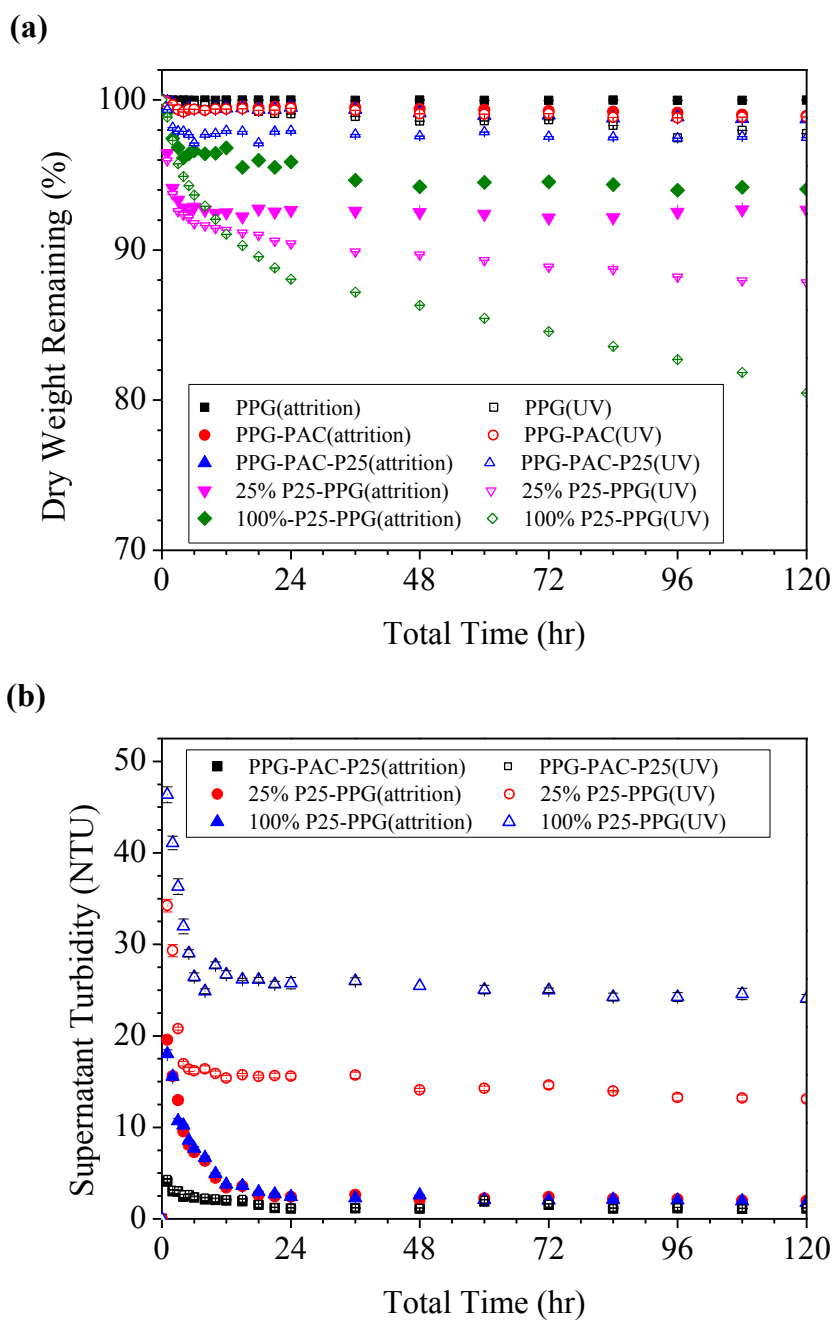 (a)
100
90
80
70
Dry Weight Remaining (%)
PPG(attrition) PPG(UV)
PPG-PAC(attrition) PPG-PAC(UV)
PPG-PAC-P25(attrition) PPG-PAC-P25(UV)
25% P25-PPG(attrition) 25% P25-PPG(UV)
100%-P25-PPG(attrition) 100% P25-PPG(UV)
0 24 48 72 96 120
Total Time (hr)
(b)
50
40
30
20
10
0
Supernatant Turbidity (NTU)
PPG-PAC-P25(attrition) PPG-PAC-P25(UV)
25% P25-PPG(attrition) 25% P25-PPG(UV)
100% P25-PPG(attrition) 100% P25-PPG(UV)
0 24 48 72 96 120
Total Time (hr)